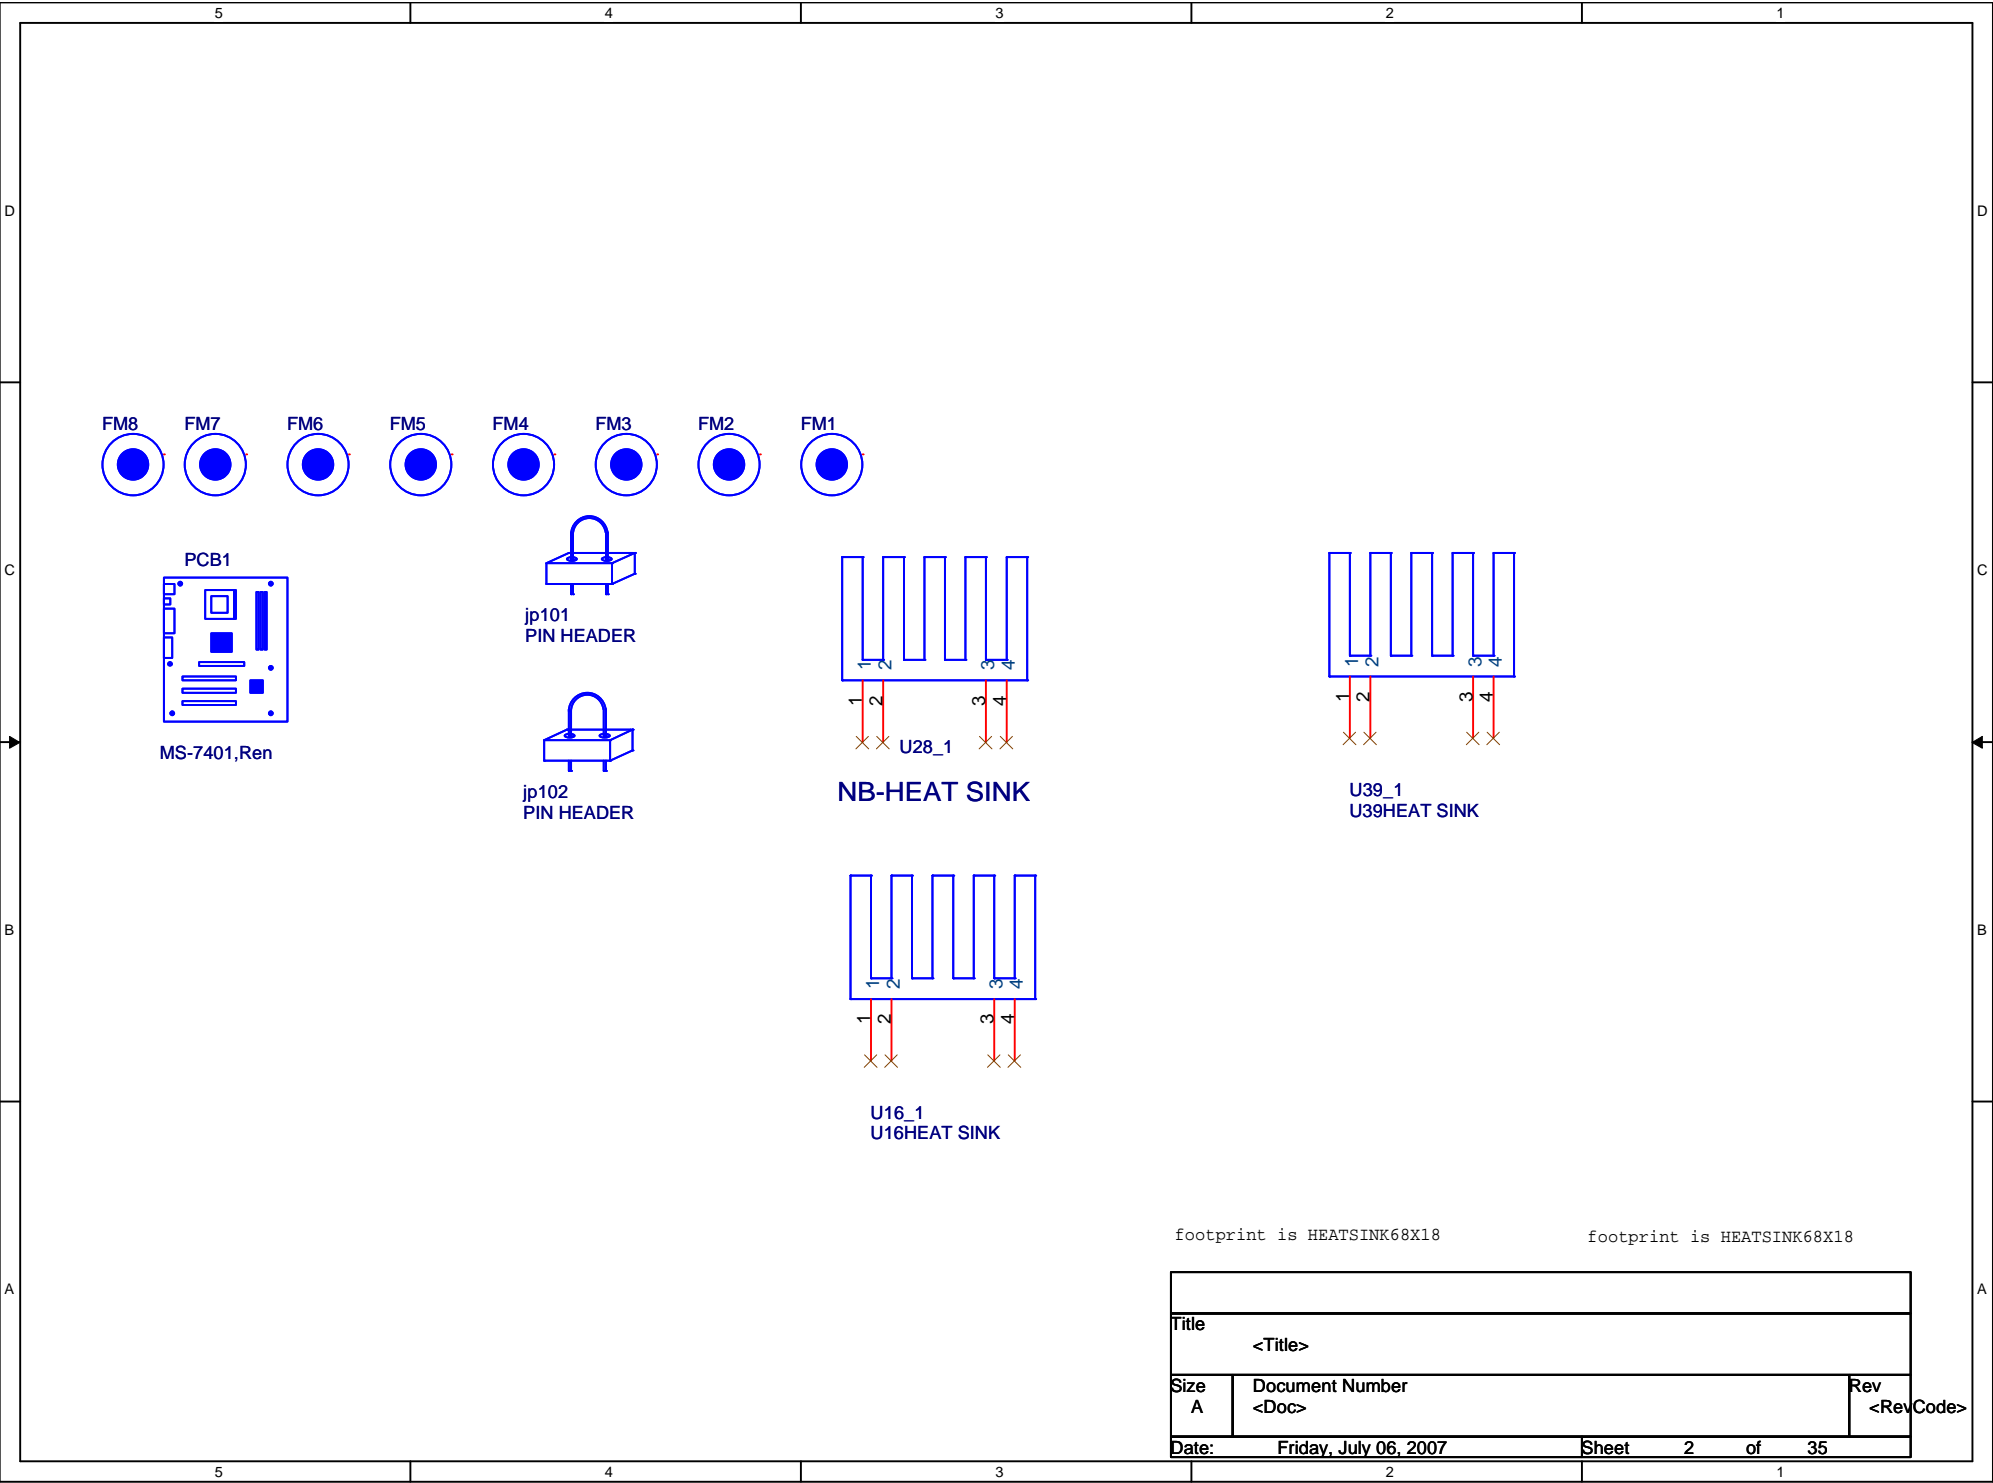 5 4 3 2 1
D D
FM8 FM7 FM6 FM5 FM4 FM3 FM2 FM1
C C
PCB1
MS-7401,Ren
jp101
PIN HEADER
jp102
PIN HEADER
1 2 3 4
1 2 3 4
U28_1
NB-HEAT SINK
1 2 3 4
1 2 3 4
U39_1
U39HEAT SINK
B B
1 2 3 4
1 2 3 4
U16_1
U16HEAT SINK
footprint is HEATSINK68X18
footprint is HEATSINK68X18
A A
Title
<Title>
Size Document Number Rev
A <Doc> <RevCode>
Date: Friday, July 06, 2007 Sheet 2 of 35
5 4 3 2 1